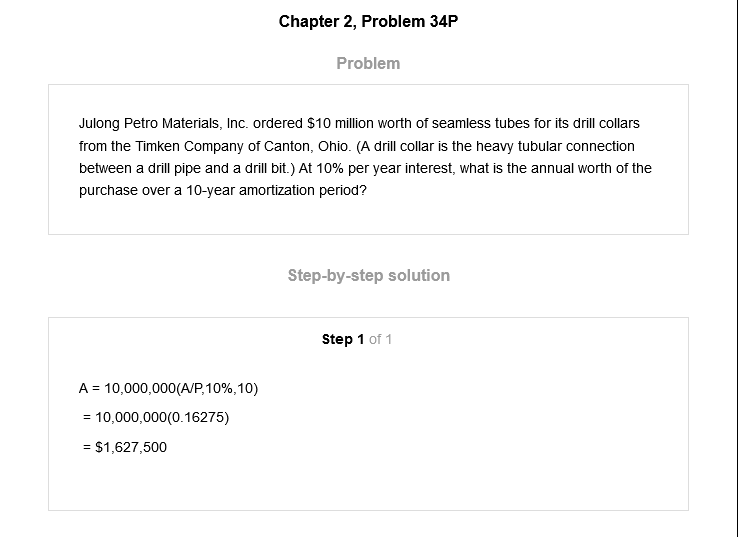 Chapter 2, Problem 34P
Problem
Julong Petro Materials, Inc. ordered $10 million worth of seamless tubes for its drill collars
from the Timken Company of Canton, Ohio. (A drill collar is the heavy tubular connection
between a drill pipe and a drill bit.) At 10% per year interest, what is the annual worth of the
purchase over a 10-year amortization period?
Step-by-step solution
Step 1 of 1
A = 10,000,000(A/P,10%,10)
= 10,000,000(0.16275)
= $1,627,500